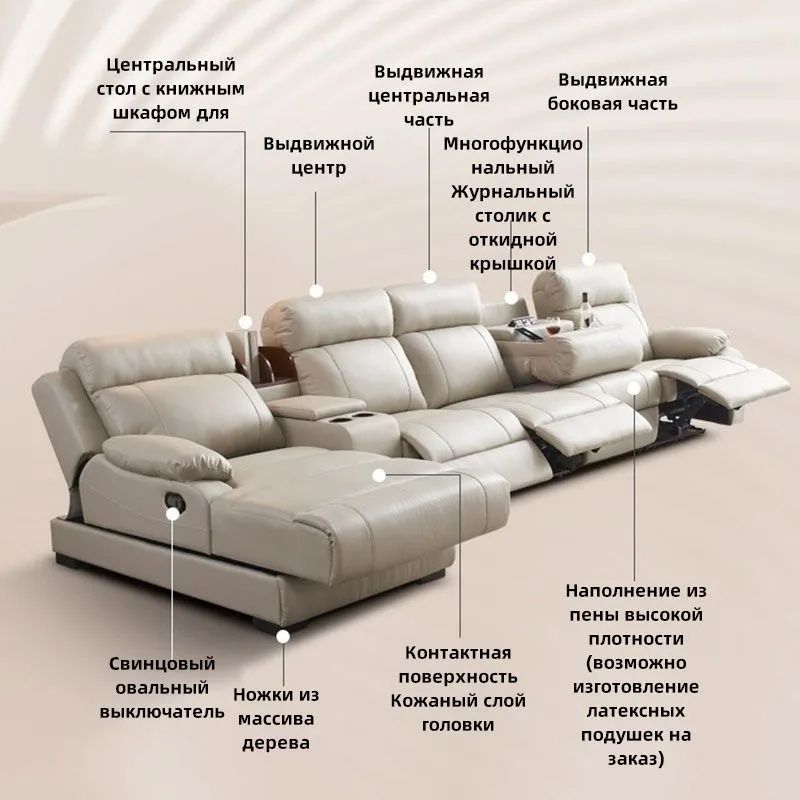 Центральный
стол с книжным
шкафом для
Выдвижной
центр
Выдвижная
центральная
часть
Многофункцио
нальный
Журнальный
столик с
откидной
крышкой
Выдвижная
боковая часть
Свинцовый
овальный
выключатель
Ножки из
массива
дерева
Контактная
поверхность
Кожаный слой
головки
Наполнение из
пены высокой
плотности
(возможно
изготовление
латексных
подушек на
заказ)